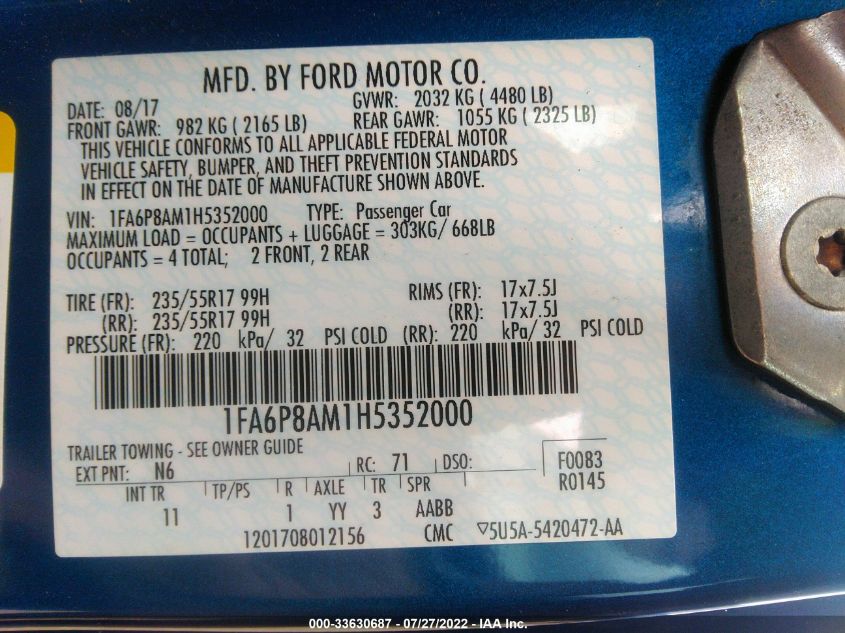 MFD. BY FORD MOTOR CO.
DATE: 08/17 GVWR: 2032 KG ( 4480 LB)
FRONT GAWR: 982 KG ( 2165 LB) REAR GAWR: 1055 KG ( 2325 LB)
THIS VEHICLE CONFORMS TO ALL APPLICABLE FEDERAL MOTOR
VEHICLE SAFETY, BUMPER, AND THEFT PREVENTION STANDARDS
IN EFFECT ON THE DATE OF MANUFACTURE SHOWN ABOVE.
VIN: 1FA6P8AM1H5352000 TYPE: Passenger Car
MAXIMUM LOAD = OCCUPANTS + LUGGAGE = 303KG/ 668LB
OCCUPANTS = 4 TOTAL; 2 FRONT, 2 REAR
TIRE (FR): 235/55R17 99H RIMS (FR): 17x7.5J
(RR): 235/55R17 99H (RR): 17x7.5J
PRESSURE (FR): 220 kPa/ 32 PSI COLD (RR): 220 kPa/ 32 PSI COLD
1FA6P8AM1H5352000
TRAILER TOWING - SEE OWNER GUIDE
EXT PNT: N6 RC: 71 DSO: F0083
R0145
INT TR TP/PS R AXLE TR SPR
11 1 YY 3 AABB
1201708012156 CMC ▽5U5A-5420472-AA
000-33630687 - 07/27/2022 - IAA Inc.